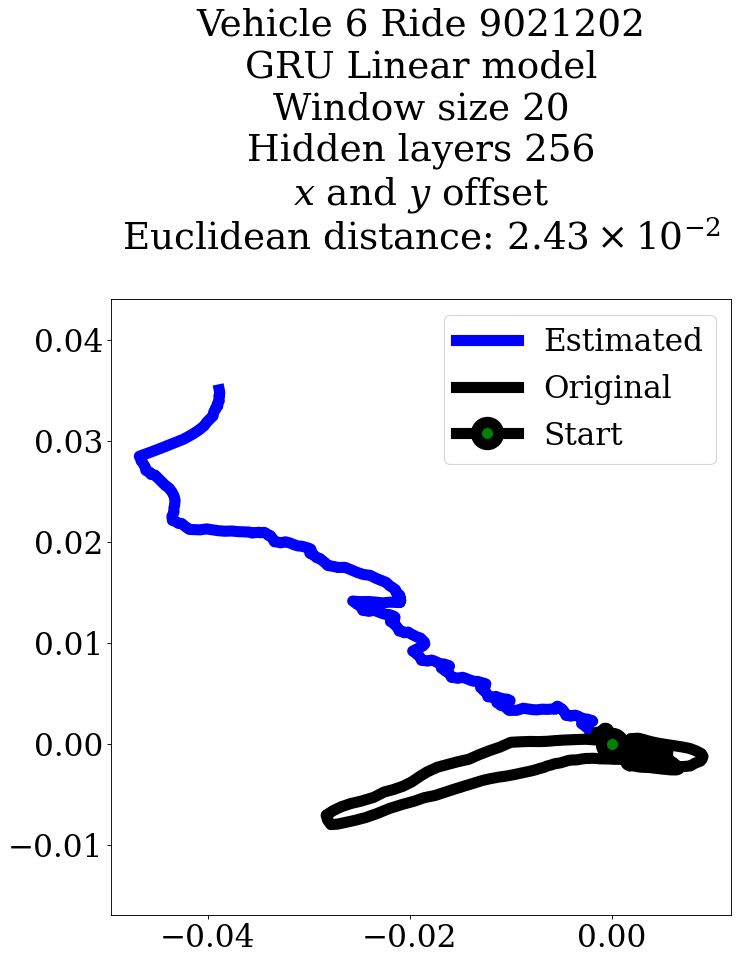 Vehicle 6 Ride 9021202
GRU Linear model
Window size 20
Hidden layers 256
x and y offset
Euclidean distance: 2.43 × 10⁻²
Estimated
Original
Start
0.04
0.03
0.02
0.01
0.00
−0.01
−0.04
−0.02
0.00